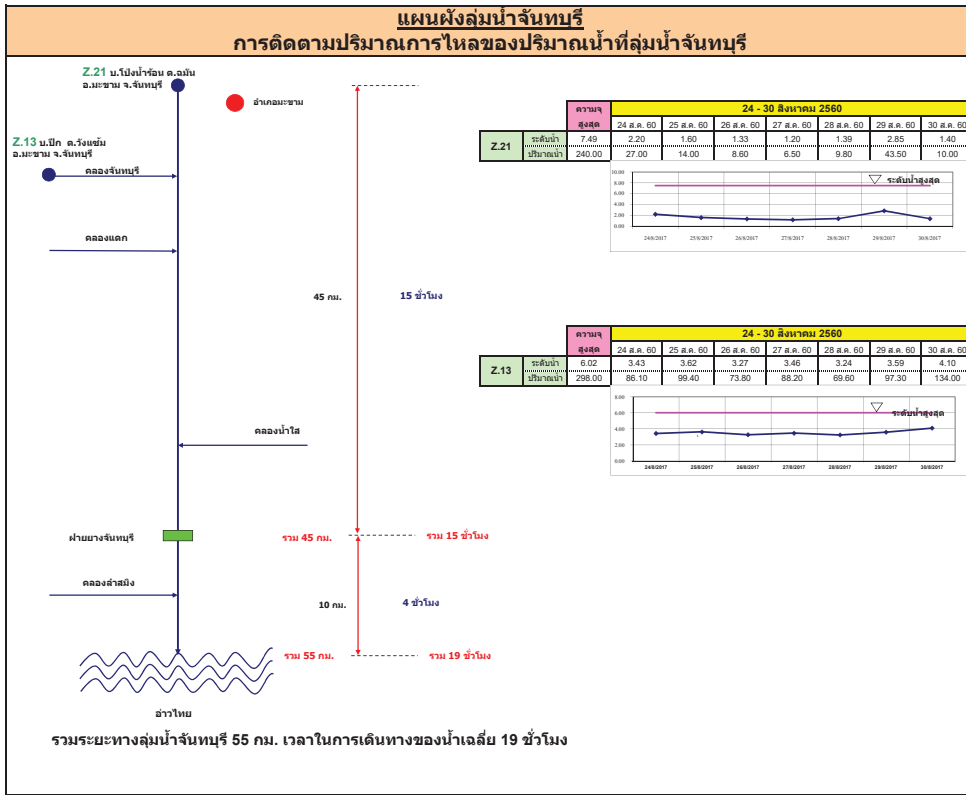 แผนผังลุ่มน้ำจันทบุรี
การติดตามปริมาณการไหลของปริมาณน้ำที่ลุ่มน้ำจันทบุรี
Z.21 บ.โป่งน้ำร้อน ต.ฉมัน
อ.มะขาม จ.จันทบุรี
อำเภอมะขาม
Z.13 บ.ปึก ต.วังแซ้ม
อ.มะขาม จ.จันทบุรี
คลองจันทบุรี
คลองแตก
45 กม. 15 ชั่วโมง
คลองน้ำใส
ฝายยางจันทบุรี รวม 45 กม. รวม 15 ชั่วโมง
คลองลำสมิง
10 กม. 4 ชั่วโมง
รวม 55 กม. รวม 19 ชั่วโมง
อ่าวไทย
รวมระยะทางลุ่มน้ำจันทบุรี 55 กม. เวลาในการเดินทางของน้ำเฉลี่ย 19 ชั่วโมง
ความจุ 24 - 30 สิงหาคม 2560
สูงสุด 24 ส.ค. 60 25 ส.ค. 60 26 ส.ค. 60 27 ส.ค. 60 28 ส.ค. 60 29 ส.ค. 60 30 ส.ค. 60
Z.21 ระดับน้ำ 7.49 2.20 1.60 1.33 1.20 1.39 2.85 1.40
ปริมาณน้ำ 240.00 27.00 14.00 8.60 6.50 9.80 43.50 10.00
10.00
8.00
6.00
4.00
2.00
0.00
ระดับน้ำสูงสุด
24/8/2017 25/8/2017 26/8/2017 27/8/2017 28/8/2017 29/8/2017 30/8/2017
ความจุ 24 - 30 สิงหาคม 2560
สูงสุด 24 ส.ค. 60 25 ส.ค. 60 26 ส.ค. 60 27 ส.ค. 60 28 ส.ค. 60 29 ส.ค. 60 30 ส.ค. 60
Z.13 ระดับน้ำ 6.02 3.43 3.62 3.27 3.46 3.24 3.59 4.10
ปริมาณน้ำ 298.00 86.10 99.40 73.80 88.20 69.60 97.30 134.00
8.00
6.00
4.00
2.00
0.00
ระดับน้ำสูงสุด
24/8/2017 25/8/2017 26/8/2017 27/8/2017 28/8/2017 29/8/2017 30/8/2017